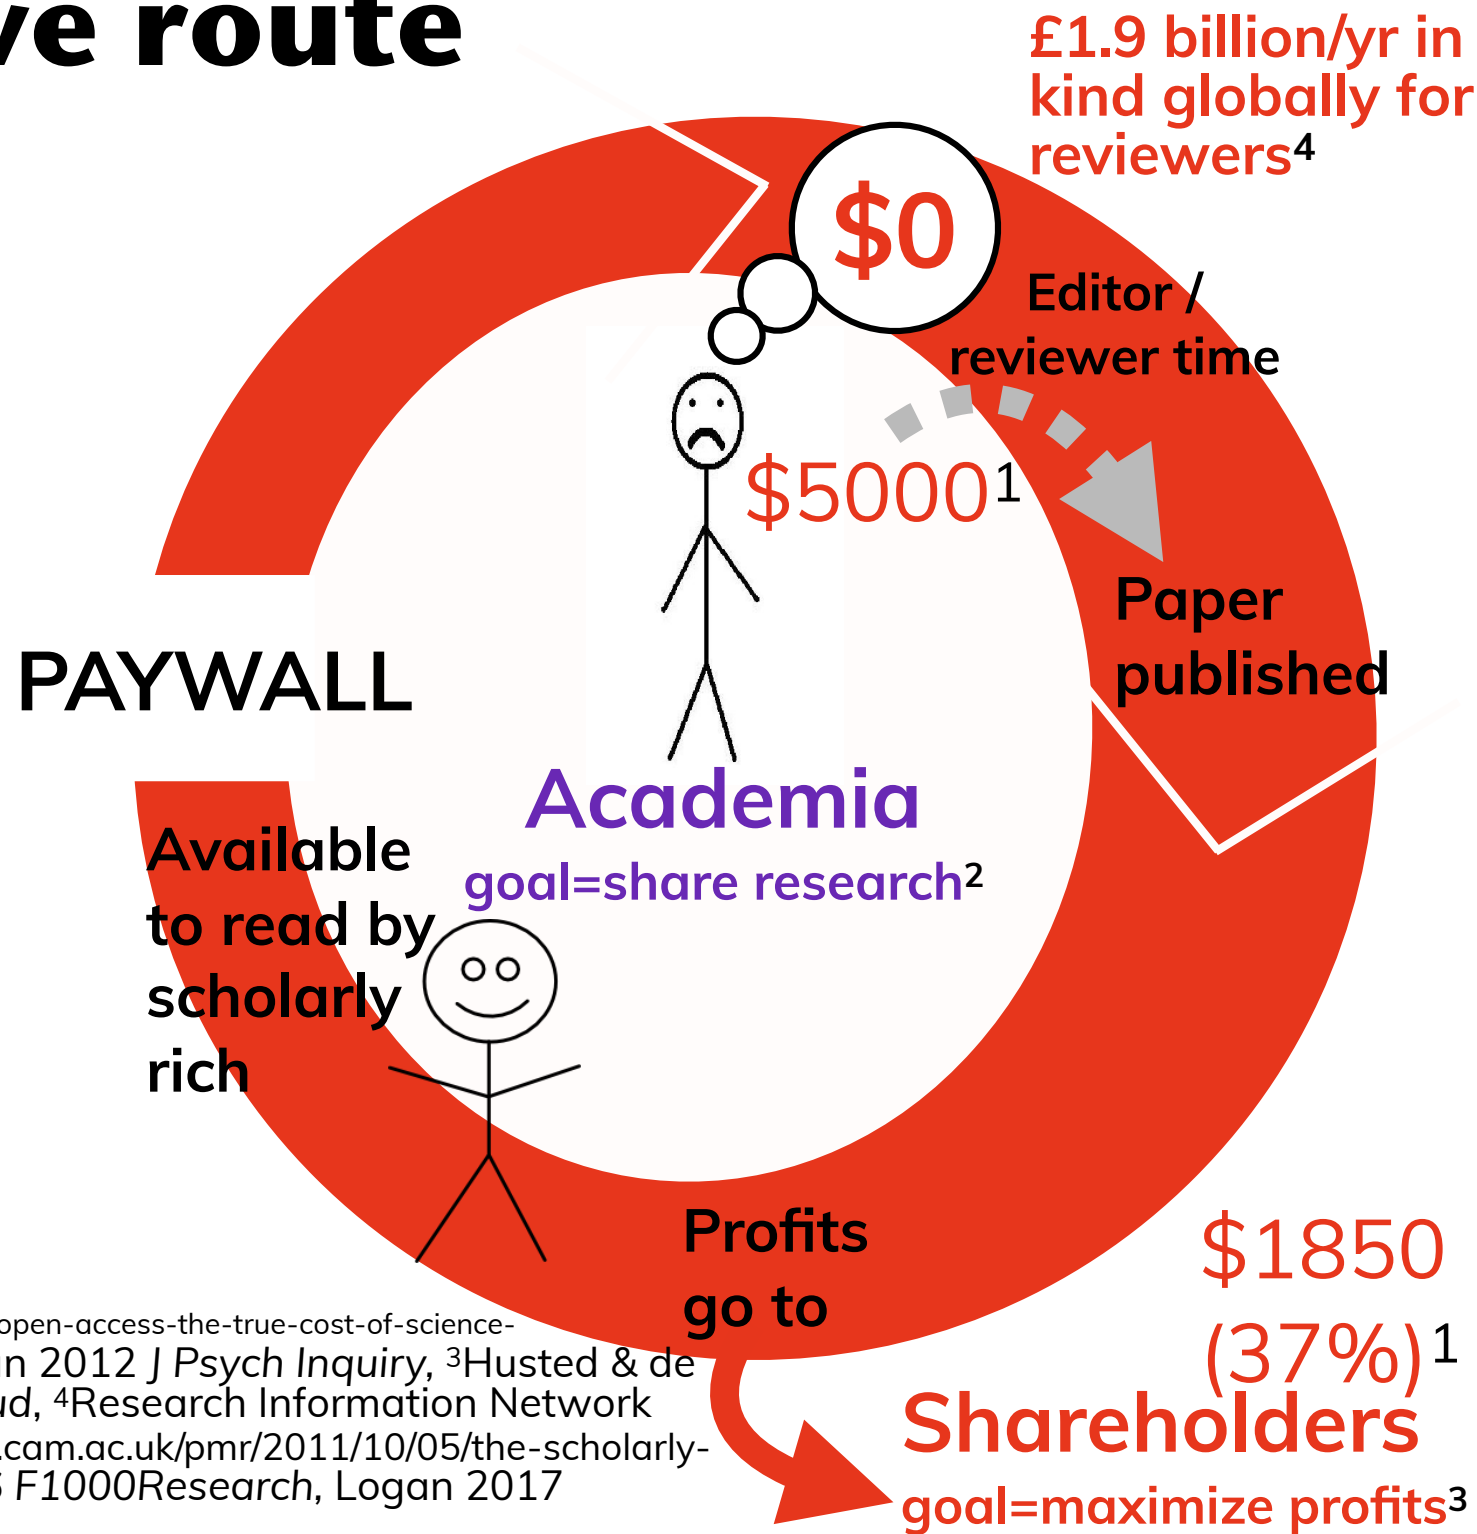 ve route
£1.9 billion/yr in
kind globally for
reviewers4
$0
Editor /
reviewer time
$50001
Paper
published
PAYWALL
Academia
goal=share research2
Available
to read by
scholarly
rich
Profits
go to
$1850
(37%)1
Shareholders
goal=maximize profits3
open-access-the-true-cost-of-science-
n 2012 J Psych Inquiry, 3Husted & de
ud, 4Research Information Network
.cam.ac.uk/pmr/2011/10/05/the-scholarly-
F1000Research, Logan 2017